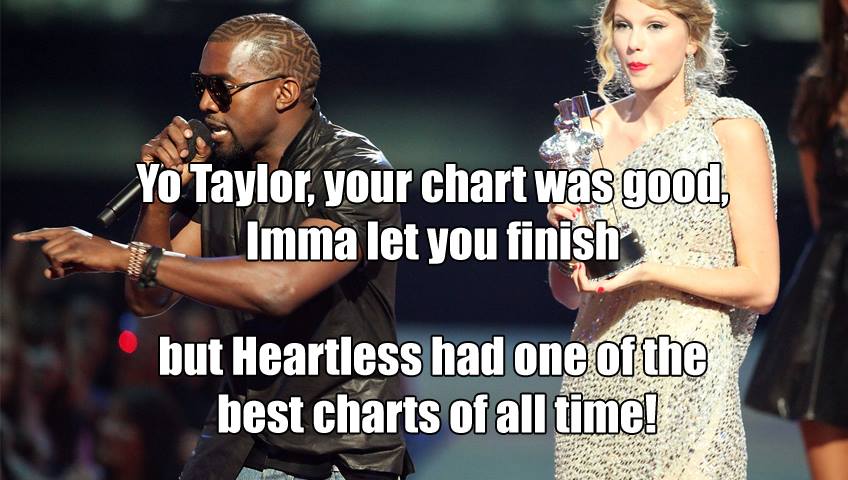 Yo Taylor, your chart was good,
Imma let you finish
but Heartless had one of the
best charts of all time!